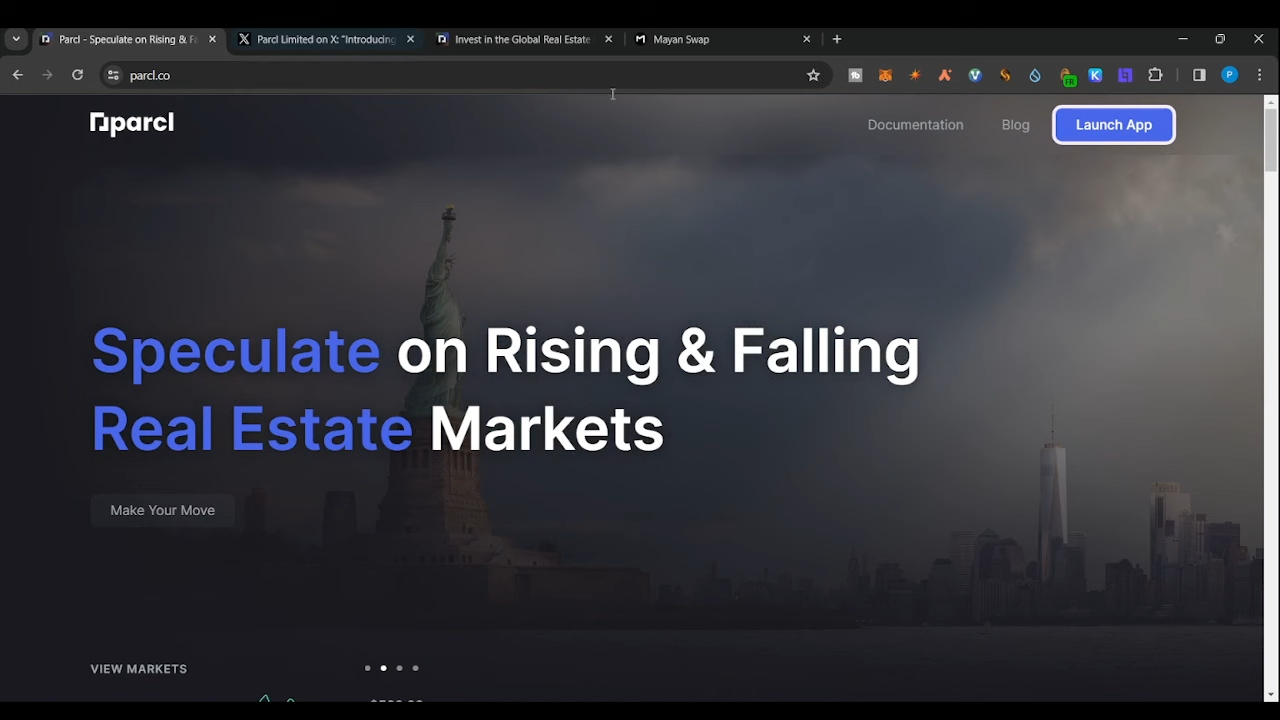 Parcl - Speculate on Rising & Fa
Parcl Limited on X: "Introducing
Invest in the Global Real Estate
Mayan Swap
parcl.co
FR
P
parcl
Documentation
Blog
Launch App
Speculate on Rising & Falling
Real Estate Markets
Make Your Move
VIEW MARKETS